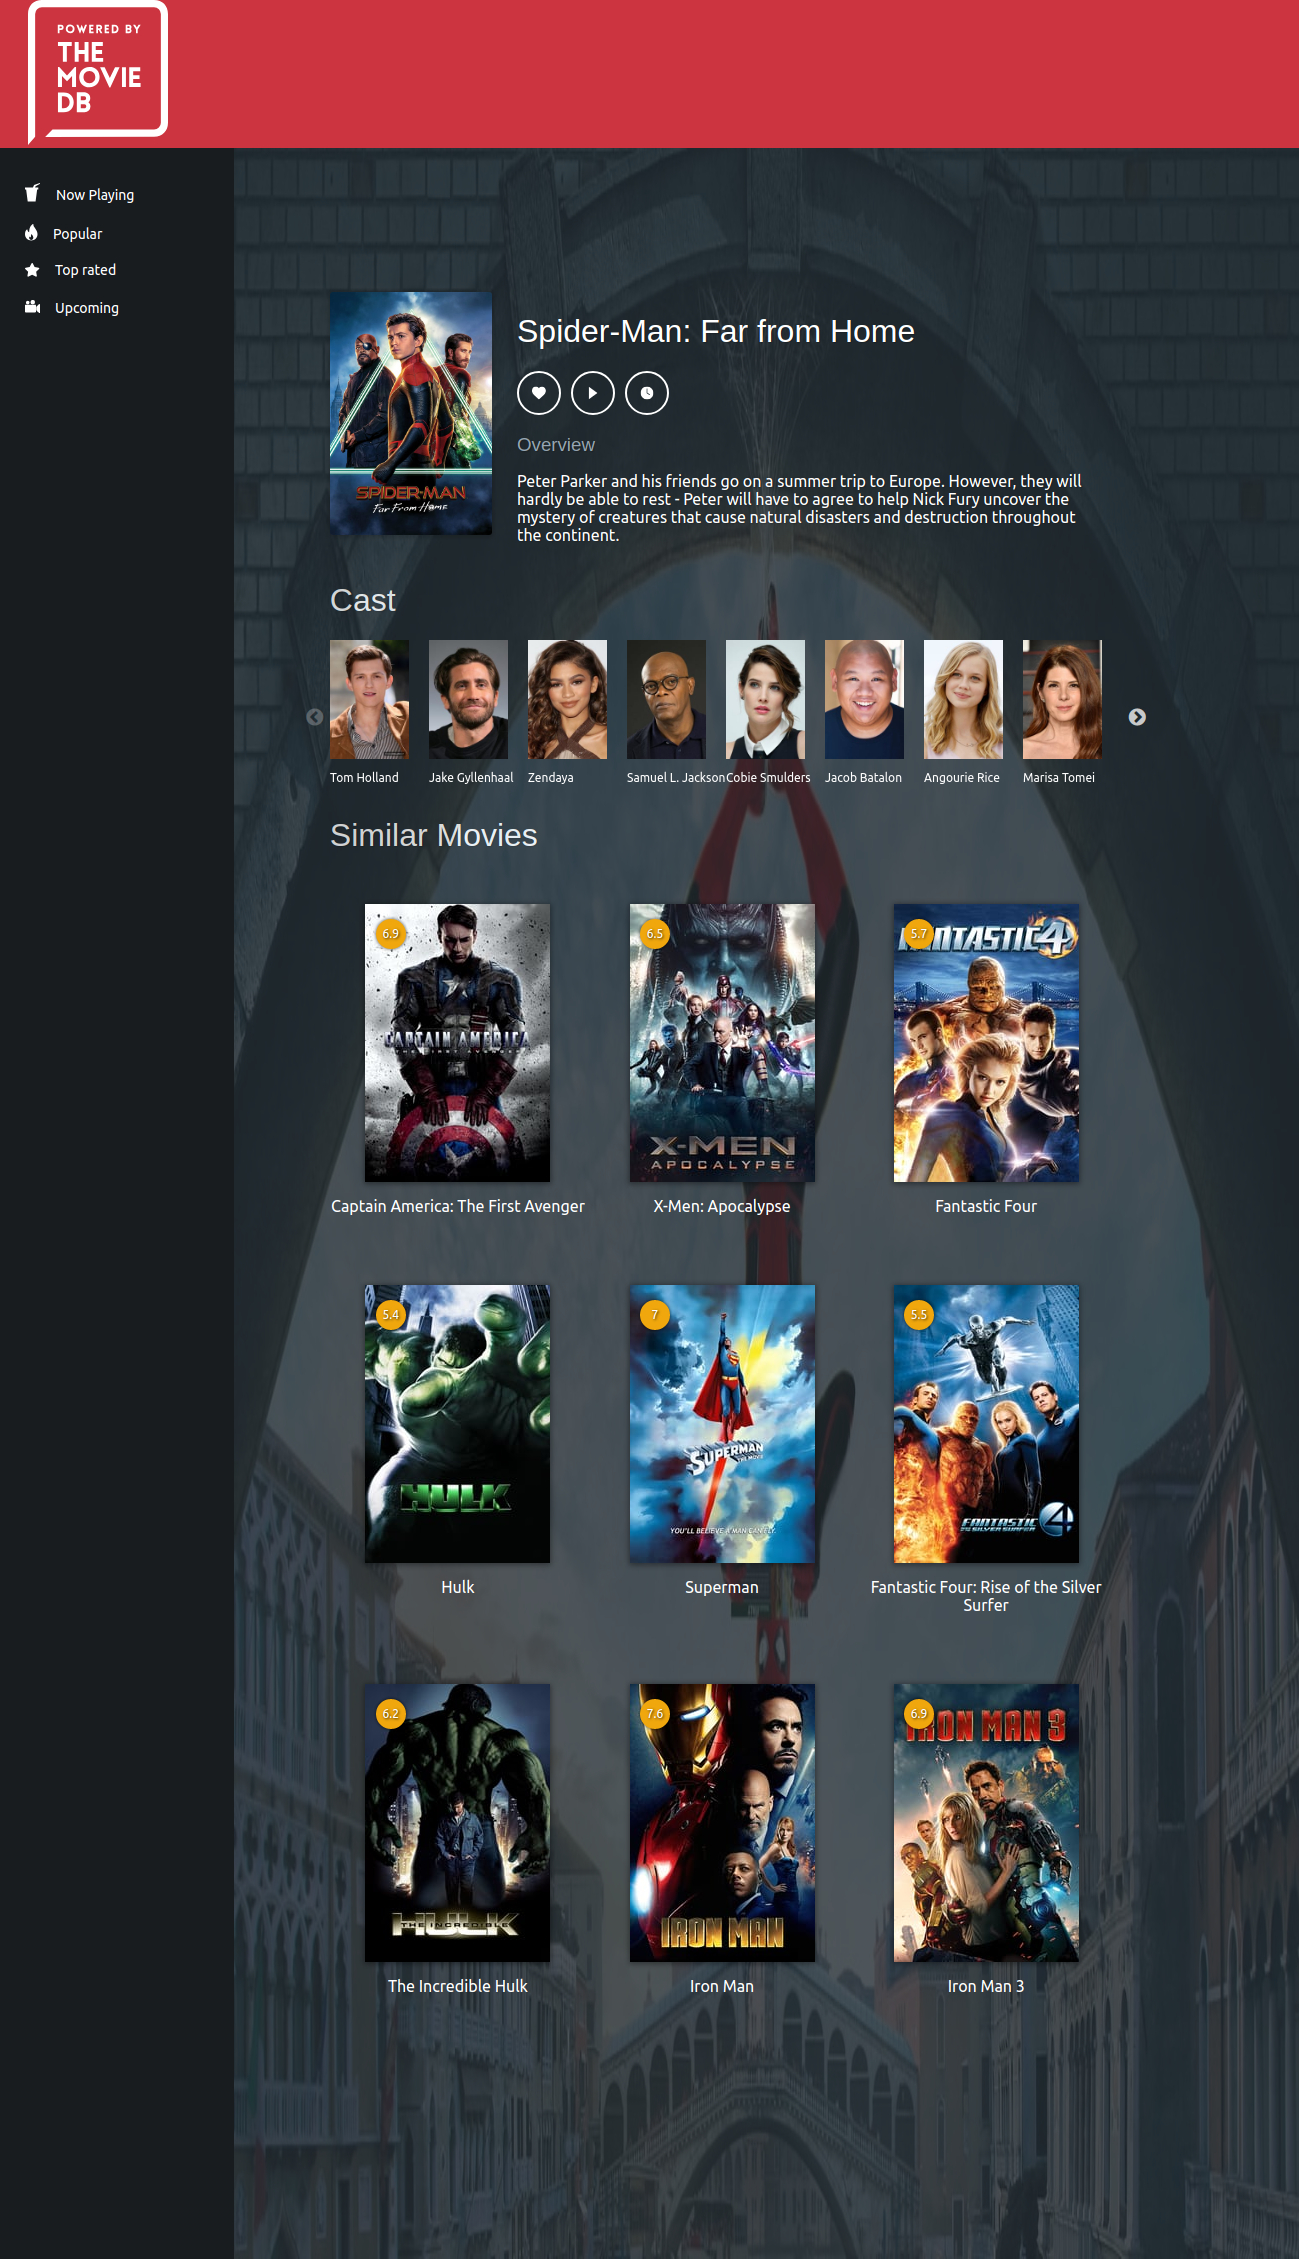 POWERED BY
THE
MOVIE
DB
Now Playing
Popular
Top rated
Upcoming
SPIDER-MAN
Far From Home
Spider-Man: Far from Home
Overview
Peter Parker and his friends go on a summer trip to Europe. However, they will
hardly be able to rest - Peter will have to agree to help Nick Fury uncover the
mystery of creatures that cause natural disasters and destruction throughout
the continent.
Cast
Tom Holland
Jake Gyllenhaal
Zendaya
Samuel L. Jackson
Cobie Smulders
Jacob Batalon
Angourie Rice
Marisa Tomei
Similar Movies
6.9
CAPTAIN AMERICA
Captain America: The First Avenger
6.5
X-MEN
APOCALYPSE
X-Men: Apocalypse
5.7
FANTASTIC 4
Fantastic Four
5.4
HULK
Hulk
7
SUPERMAN
THE MOVIE
YOU'LL BELIEVE A MAN CAN FLY.
Superman
5.5
FANTASTIC 4
SILVER SURFER
Fantastic Four: Rise of the Silver
Surfer
6.2
THE INCREDIBLE
HULK
The Incredible Hulk
7.6
IRON MAN
Iron Man
6.9
IRON MAN 3
Iron Man 3